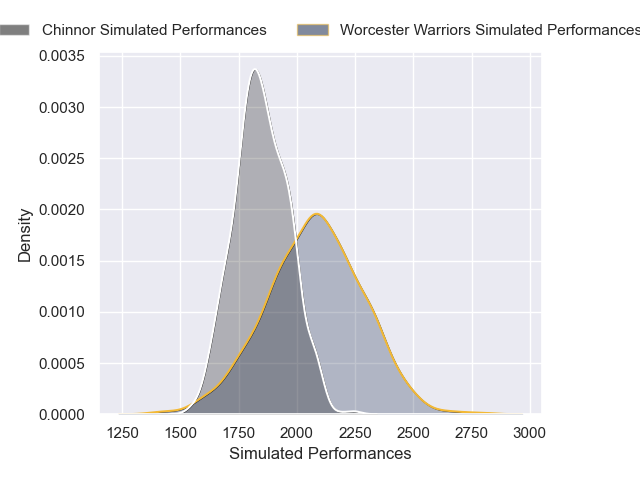 Chinnor Simulated Performances
Worcester Warriors Simulated Performances
0.0035
0.0030
0.0025
0.0020
0.0015
0.0010
0.0005
0.0000
Density
1250 1500 1750 2000 2250 2500 2750 3000
Simulated Performances